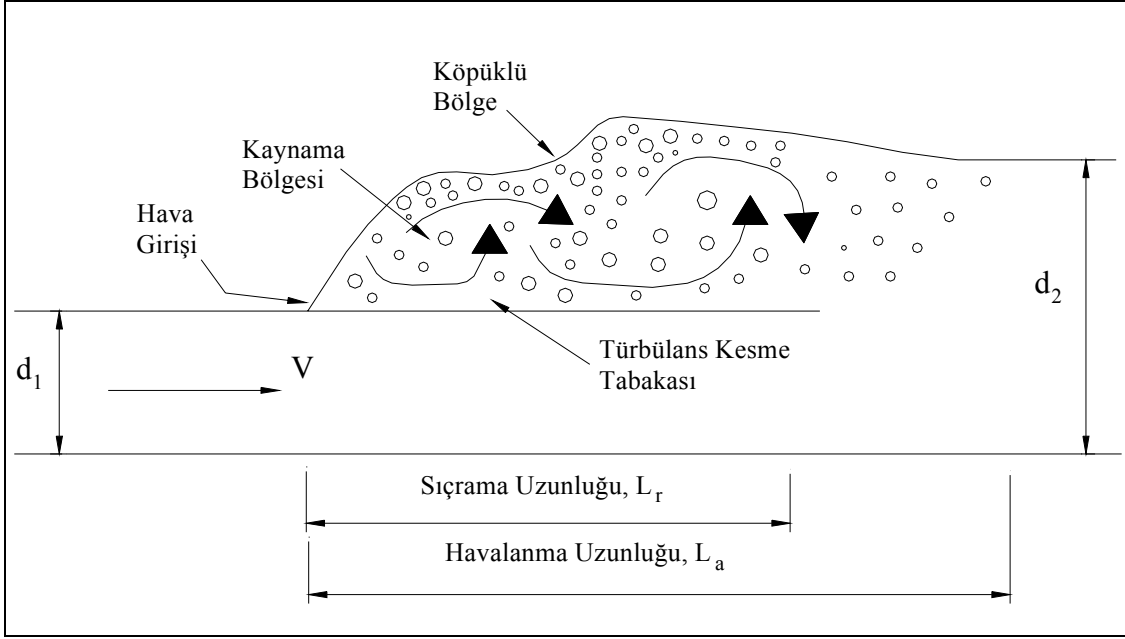 Köpüklü
Bölge
Kaynama
Bölgesi
Hava
Girişi
d1
V
d2
Türbülans Kesme
Tabakası
Sıçrama Uzunluğu, Lr
Havalanma Uzunluğu, La